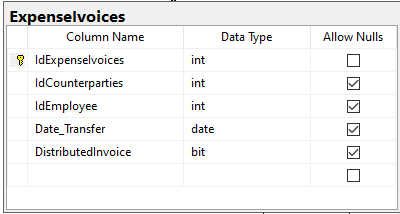 ExpenseIvoices
Column Name Data Type Allow Nulls
IdExpenseIvoices int
IdCounterparties int
IdEmployee int
Date_Transfer date
DistributedInvoice bit